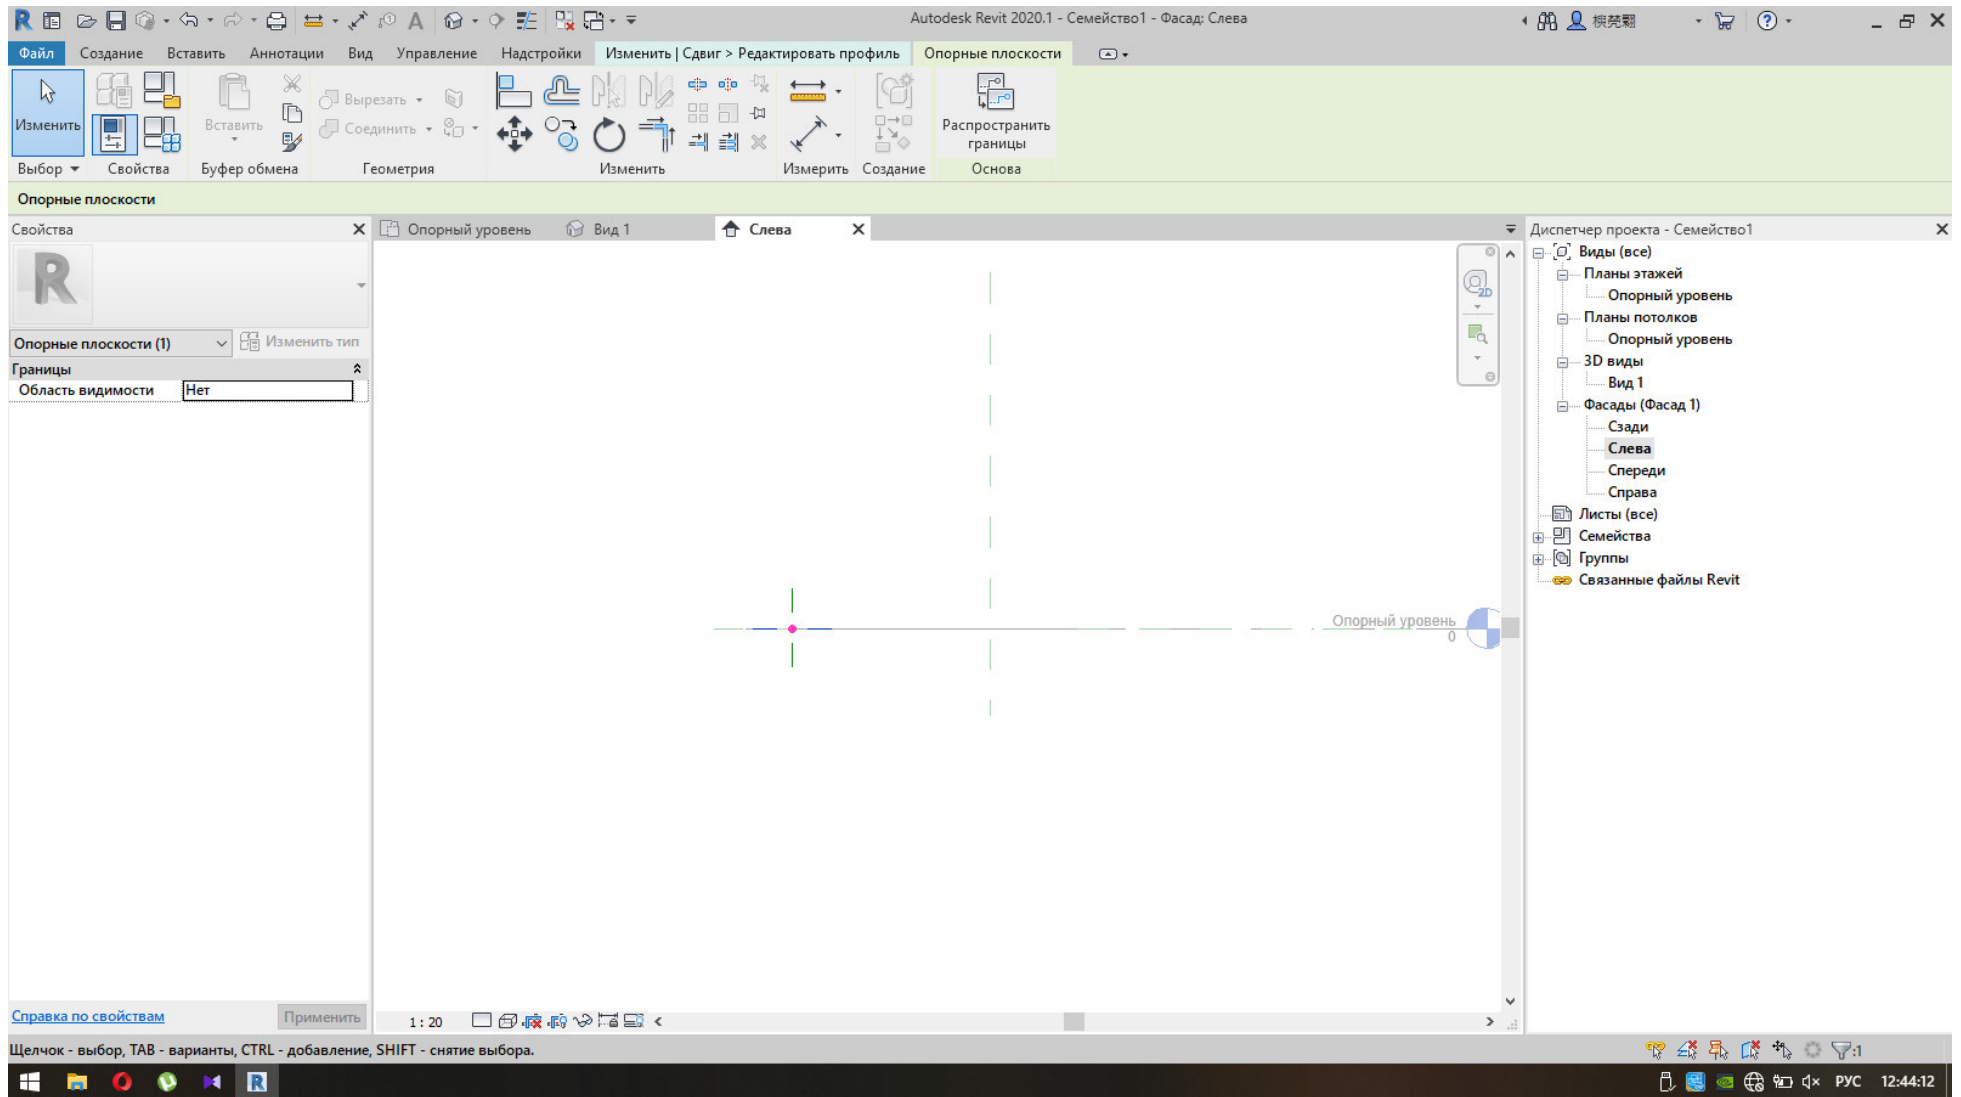 Autodesk Revit 2020.1 - Семейство1 - Фасад: Слева
Файл Создание Вставить Аннотации Вид Управление Надстройки Изменить | Сдвиг > Редактировать профиль Опорные плоскости
Изменить
Вставить
Вырезать
Соединить
Распространить
границы
Выбор Свойства Буфер обмена Геометрия Изменить Измерить Создание Основа
Опорные плоскости
Свойства
Опорный уровень Вид 1 Слева
Диспетчер проекта - Семейство1
R
Опорные плоскости (1)
Изменить тип
Границы
Область видимости Нет
2D
Опорный уровень
0
Виды (все)
Планы этажей
Опорный уровень
Планы потолков
Опорный уровень
3D виды
Вид 1
Фасады (Фасад 1)
Сзади
Слева
Спереди
Справа
Листы (все)
Семейства
Группы
Связанные файлы Revit
Справка по свойствам
Применить
1 : 20
Щелчок - выбор, TAB - варианты, CTRL - добавление, SHIFT - снятие выбора.
:1
РУС 12:44:12